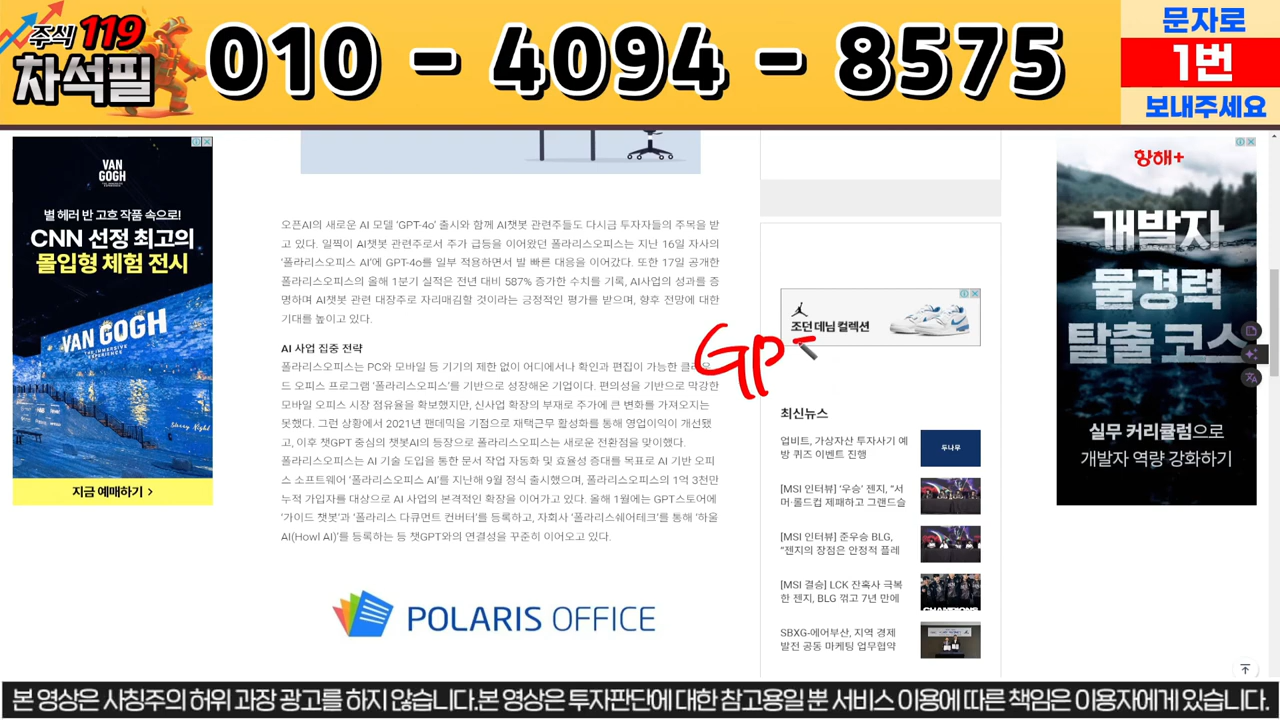 주식 119
차석필
010 - 4094 - 8575
문자로
1번
보내주세요
VAN
GOGH
별 헤는 밤 고흐 작품 속으로!
CNN 선정 최고의
몰입형 체험 전시
VAN GOGH
THE IMMERSIVE EXPERIENCE
Starry Night
지금 예매하기 >
오픈AI의 새로운 AI 모델 'GPT-4o' 출시와 함께 AI챗봇 관련주들도 다시금 투자자들의 주목을 받
고 있다. 일찍이 AI챗봇 관련주로서 주가 급등을 이어왔던 폴라리스오피스는 지난 16일 자사의
'폴라리스오피스 AI'에 GPT-4o를 일부 적용하면서 발 빠른 대응을 이어갔다. 또한 17일 공개한
폴라리스오피스의 올해 1분기 실적은 전년 대비 587% 증가한 수치를 기록, AI사업의 성과를 증
명하며 AI챗봇 관련 대장주로 자리매김할 것이라는 긍정적인 평가를 받으며, 향후 전망에 대한
기대를 높이고 있다.
AI 사업 집중 전략
폴라리스오피스는 PC와 모바일 등 기기의 제한 없이 어디에서나 확인과 편집이 가능한 클라우
드 오피스 프로그램 '폴라리스오피스'를 기반으로 성장해온 기업이다. 편의성을 기반으로 막강한
모바일 오피스 시장 점유율을 확보했지만, 신사업 확장의 부재로 주가에 큰 변화를 가져오지는
못했다. 그런 상황에서 2021년 팬데믹을 기점으로 재택근무 활성화를 통해 영업이익이 개선됐
고, 이후 챗GPT 중심의 챗봇AI의 등장으로 폴라리스오피스는 새로운 전환점을 맞이했다.
폴라리스오피스는 AI 기술 도입을 통한 문서 작업 자동화 및 효율성 증대를 목표로 AI 기반 오피
스 소프트웨어 '폴라리스오피스 AI'를 지난해 9월 정식 출시했으며, 폴라리스오피스의 1억 3천만
누적 가입자를 대상으로 AI 사업의 본격적인 확장을 이어가고 있다. 올해 1월에는 GPT스토어에
'가이드 챗봇'과 '폴라리스 다큐먼트 컨버터'를 등록하고, 자회사 '폴라리스쉐어테크'를 통해 '하울
AI(Howl AI)'를 등록하는 등 챗GPT와의 연결성을 꾸준히 이어오고 있다.
POLARIS OFFICE
조던 데님 컬렉션
GP
최신뉴스
업비트, 가상자산 투자사기 예
방 퀴즈 이벤트 진행
두나무
[MSI 인터뷰] '우승' 젠지, "서
머·롤드컵 제패하고 그랜드슬
[MSI 인터뷰] 준우승 BLG,
"젠지의 장점은 안정적 플레
[MSI 결승] LCK 잔혹사 극복
한 젠지, BLG 꺾고 7년 만에
SBXG-에어부산, 지역 경제
발전 공동 마케팅 업무협약
항해+
개발자
물경력
탈출 코스
실무 커리큘럼으로
개발자 역량 강화하기
본 영상은 사칭주의 허위 과장 광고를 하지 않습니다.본 영상은 투자판단에 대한 참고용일 뿐 서비스 이용에 따른 책임은 이용자에게 있습니다.